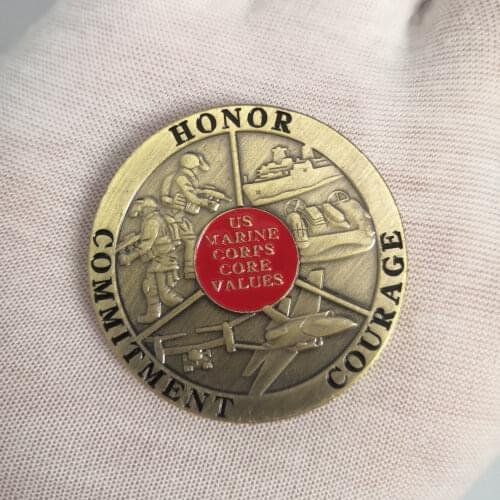 HONOR
COMMITMENT
COURAGE
US
MARINE
CORPS
CORE
VALUES